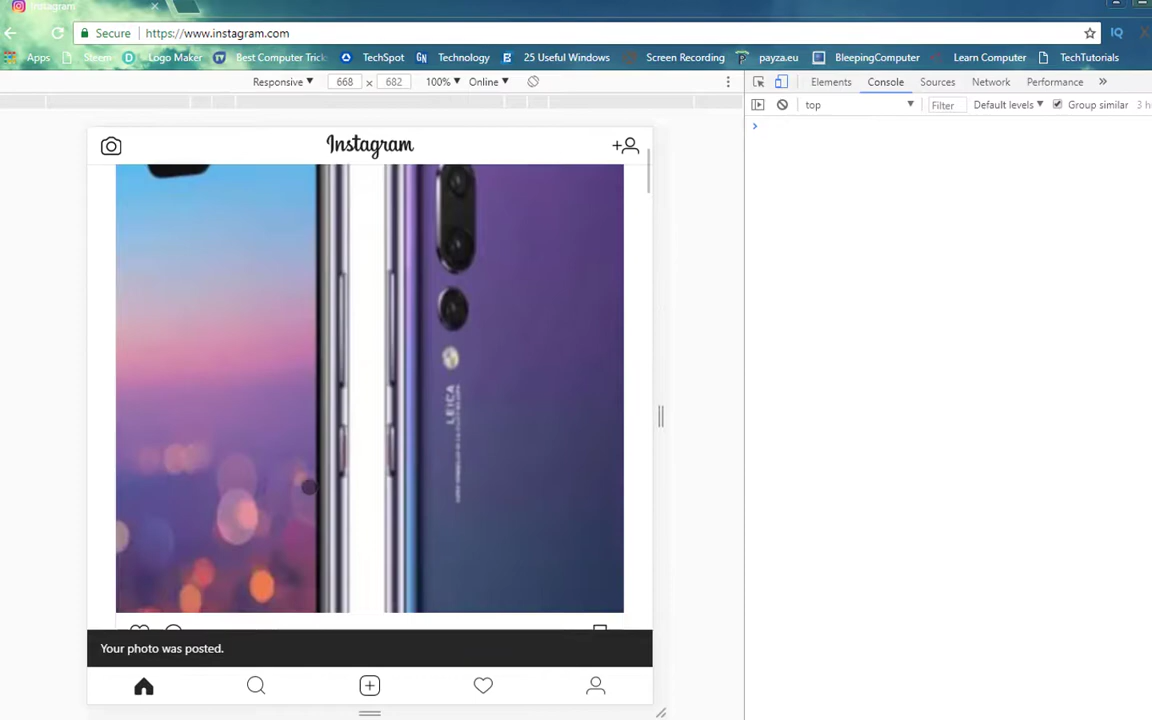 Instagram
Secure https://www.instagram.com
Apps Steem Logo Maker Best Computer Trick TechSpot Technology 25 Useful Windows Screen Recording payza.eu BleepingComputer Learn Computer TechTutorials
Responsive 668 x 682 100% Online
Elements Console Sources Network Performance »
top Filter Default levels Group similar 3 h
Instagram
LEICA
Your photo was posted.